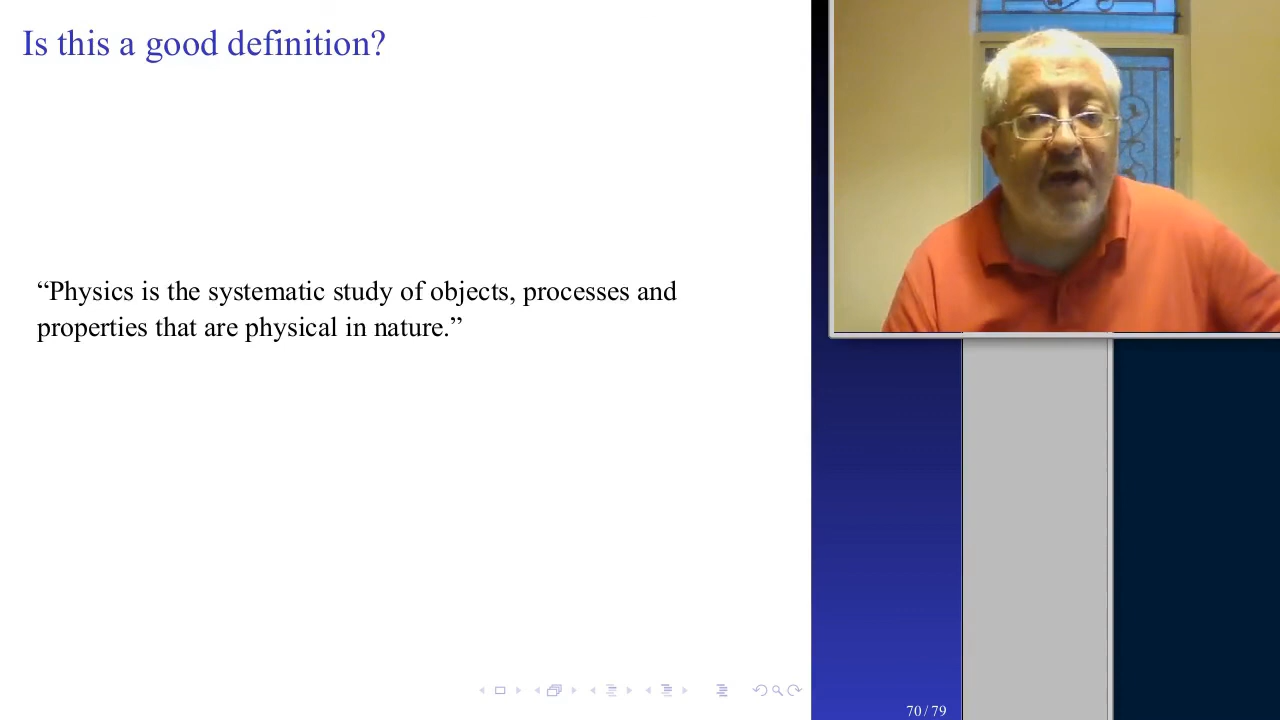 Is this a good definition?
“Physics is the systematic study of objects, processes and
properties that are physical in nature.”
70 / 79